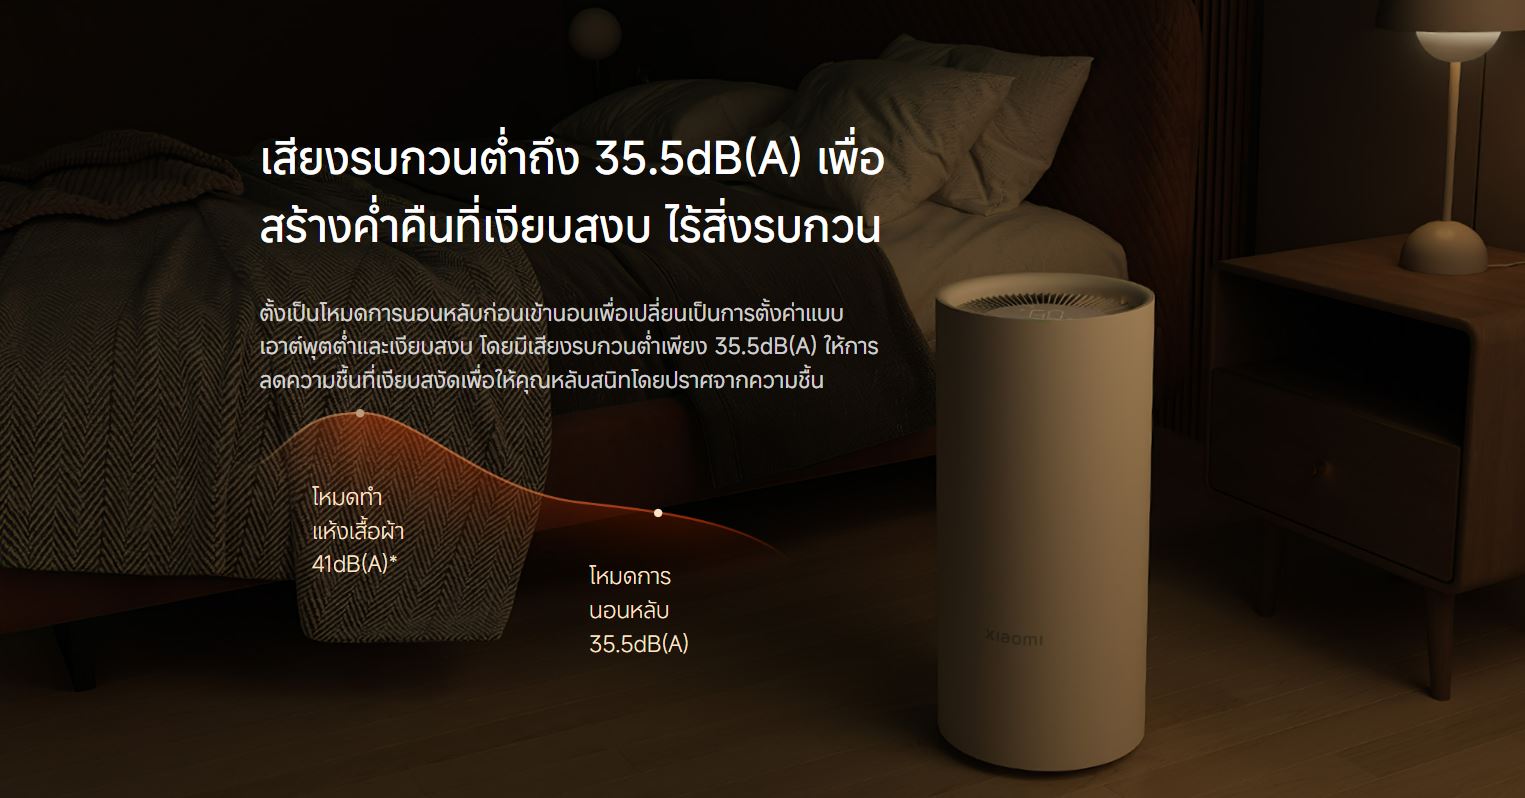 เสียงรบกวนต่ำถึง 35.5dB(A) เพื่อ
สร้างค่ำคืนที่เงียบสงบ ไร้สิ่งรบกวน
ตั้งเป็นโหมดการนอนหลับก่อนเข้านอนเพื่อเปลี่ยนเป็นการตั้งค่าแบบ
เอาต์พุตต่ำและเงียบสงบ โดยมีเสียงรบกวนต่ำเพียง 35.5dB(A) ให้การ
ลดความชื้นที่เงียบสงัดเพื่อให้คุณหลับสนิทโดยปราศจากความชื้น
โหมดทำ
แห้งเสื้อผ้า
41dB(A)*
โหมดการ
นอนหลับ
35.5dB(A)
xiaomi